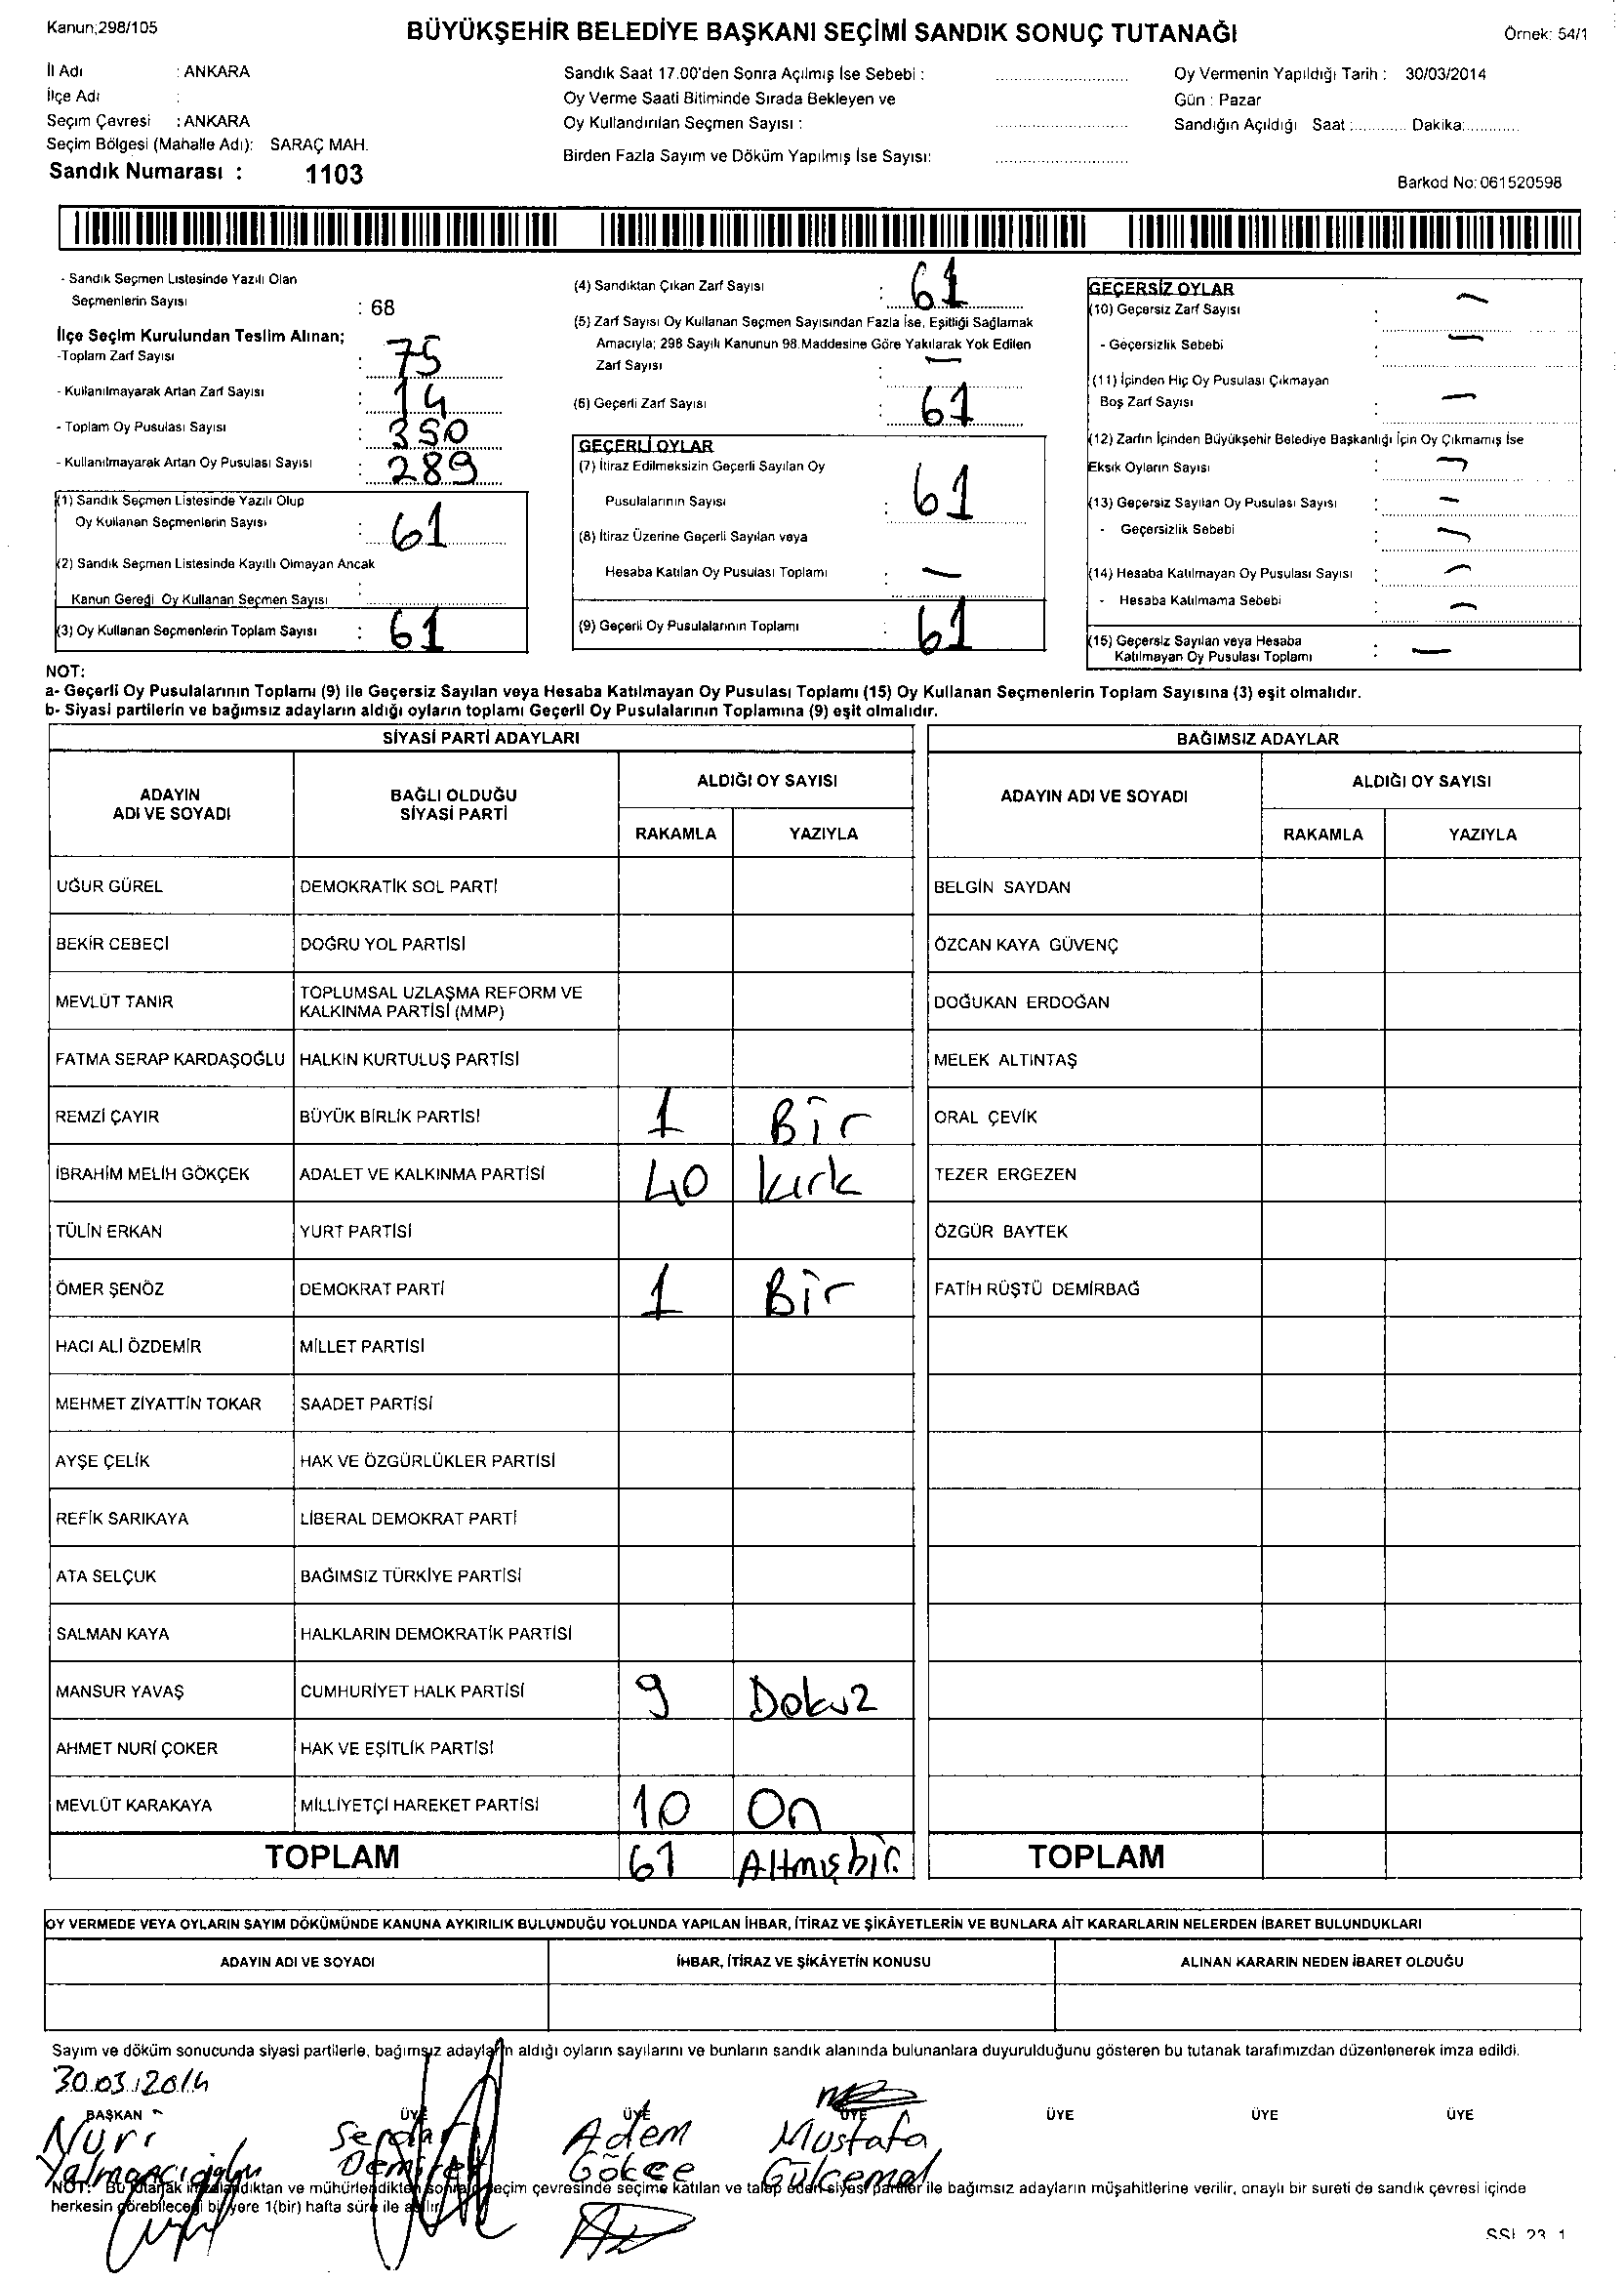 Kanun;298/105
BÜYÜKŞEHİR BELEDİYE BAŞKANI SEÇİMİ SANDIK SONUÇ TUTANAĞI
Örnek: 54/1
İl Adı : ANKARA
İlçe Adı :
Seçim Çevresi : ANKARA
Seçim Bölgesi (Mahalle Adı): SARAÇ MAH.
Sandık Numarası : 1103
Sandık Saat 17.00'den Sonra Açılmış İse Sebebi :
Oy Verme Saati Bitiminde Sırada Bekleyen ve
Oy Kullandırılan Seçmen Sayısı :
Birden Fazla Sayım ve Döküm Yapılmış İse Sayısı:
Oy Vermenin Yapıldığı Tarih : 30/03/2014
Gün : Pazar
Sandığın Açıldığı Saat :............ Dakika:............
Barkod No: 061520598
- Sandık Seçmen Listesinde Yazılı Olan
Seçmenlerin Sayısı : 68
İlçe Seçim Kurulundan Teslim Alınan;
-Toplam Zarf Sayısı : 75
- Kullanılmayarak Artan Zarf Sayısı : 14
- Toplam Oy Pusulası Sayısı : 350
- Kullanılmayarak Artan Oy Pusulası Sayısı : 289
(1) Sandık Seçmen Listesinde Yazılı Olup
Oy Kullanan Seçmenlerin Sayısı : 61
(2) Sandık Seçmen Listesinde Kayıtlı Olmayan Ancak
Kanun Gereği Oy Kullanan Seçmen Sayısı :
(3) Oy Kullanan Seçmenlerin Toplam Sayısı : 61
(4) Sandıktan Çıkan Zarf Sayısı : 61
(5) Zarf Sayısı Oy Kullanan Seçmen Sayısından Fazla İse, Eşitliği Sağlamak
Amacıyla; 298 Sayılı Kanunun 98.Maddesine Göre Yakılarak Yok Edilen
Zarf Sayısı : —
(6) Geçerli Zarf Sayısı : 61
GEÇERLİ OYLAR
(7) İtiraz Edilmeksizin Geçerli Sayılan Oy
Pusulalarının Sayısı : 61
(8) İtiraz Üzerine Geçerli Sayılan veya
Hesaba Katılan Oy Pusulası Toplamı : —
(9) Geçerli Oy Pusulalarının Toplamı : 61
GEÇERSİZ OYLAR
(10) Geçersiz Zarf Sayısı : —
- Geçersizlik Sebebi : —
(11) İçinden Hiç Oy Pusulası Çıkmayan
Boş Zarf Sayısı : —
(12) Zarfın İçinden Büyükşehir Belediye Başkanlığı İçin Oy Çıkmamış İse
Eksik Oyların Sayısı : —
(13) Geçersiz Sayılan Oy Pusulası Sayısı : —
- Geçersizlik Sebebi : —
(14) Hesaba Katılmayan Oy Pusulası Sayısı : —
- Hesaba Katılmama Sebebi : —
(15) Geçersiz Sayılan veya Hesaba
Katılmayan Oy Pusulası Toplamı : —
NOT:
a- Geçerli Oy Pusulalarının Toplamı (9) ile Geçersiz Sayılan veya Hesaba Katılmayan Oy Pusulası Toplamı (15) Oy Kullanan Seçmenlerin Toplam Sayısına (3) eşit olmalıdır.
b- Siyasi partilerin ve bağımsız adayların aldığı oyların toplamı Geçerli Oy Pusulalarının Toplamına (9) eşit olmalıdır.
SİYASİ PARTİ ADAYLARI
ADAYIN ADI VE SOYADI
BAĞLI OLDUĞU SİYASİ PARTİ
ALDIĞI OY SAYISI
RAKAMLA YAZIYLA
UĞUR GÜREL DEMOKRATİK SOL PARTİ
BEKİR CEBECİ DOĞRU YOL PARTİSİ
MEVLÜT TANIR TOPLUMSAL UZLAŞMA REFORM VE
KALKINMA PARTİSİ (MMP)
FATMA SERAP KARDAŞOĞLU HALKIN KURTULUŞ PARTİSİ
REMZİ ÇAYIR BÜYÜK BİRLİK PARTİSİ 1 Bir
İBRAHİM MELİH GÖKÇEK ADALET VE KALKINMA PARTİSİ 40 kırk
TÜLİN ERKAN YURT PARTİSİ
ÖMER ŞENÖZ DEMOKRAT PARTİ 1 Bir
HACI ALİ ÖZDEMİR MİLLET PARTİSİ
MEHMET ZİYATTİN TOKAR SAADET PARTİSİ
AYŞE ÇELİK HAK VE ÖZGÜRLÜKLER PARTİSİ
REFİK SARIKAYA LİBERAL DEMOKRAT PARTİ
ATA SELÇUK BAĞIMSIZ TÜRKİYE PARTİSİ
SALMAN KAYA HALKLARIN DEMOKRATİK PARTİSİ
MANSUR YAVAŞ CUMHURİYET HALK PARTİSİ 9 Dokuz
AHMET NURİ ÇOKER HAK VE EŞİTLİK PARTİSİ
MEVLÜT KARAKAYA MİLLİYETÇİ HAREKET PARTİSİ 10 On
TOPLAM 61 Altmışbir.
BAĞIMSIZ ADAYLAR
ADAYIN ADI VE SOYADI
ALDIĞI OY SAYISI
RAKAMLA YAZIYLA
BELGİN SAYDAN
ÖZCAN KAYA GÜVENÇ
DOĞUKAN ERDOĞAN
MELEK ALTINTAŞ
ORAL ÇEVİK
TEZER ERGEZEN
ÖZGÜR BAYTEK
FATİH RÜŞTÜ DEMİRBAĞ
TOPLAM
OY VERMEDE VEYA OYLARIN SAYIM DÖKÜMÜNDE KANUNA AYKIRILIK BULUNDUĞU YOLUNDA YAPILAN İHBAR, İTİRAZ VE ŞİKÂYETLERİN VE BUNLARA AİT KARARLARIN NELERDEN İBARET BULUNDUKLARI
ADAYIN ADI VE SOYADI İHBAR, İTİRAZ VE ŞİKÂYETİN KONUSU ALINAN KARARIN NEDEN İBARET OLDUĞU
Sayım ve döküm sonucunda siyasi partilerle, bağımsız adayların aldığı oyların sayılarını ve bunların sandık alanında bulunanlara duyurulduğunu gösteren bu tutanak tarafımızdan düzenlenerek imza edildi.
30.03.2014
BAŞKAN ÜYE ÜYE ÜYE ÜYE ÜYE ÜYE
Nuri Serdar Adem Mustafa
Yalmancıoğlu Demirel Gökçe Gülcemal
NOT: Bu tutanak imzalandıktan ve mühürlendikten sonra o seçim çevresinde seçime katılan ve talep eden siyasi partiler ile bağımsız adayların müşahitlerine verilir, onaylı bir sureti de sandık çevresi içinde
herkesin görebileceği bir yere 1(bir) hafta süre ile asılır.